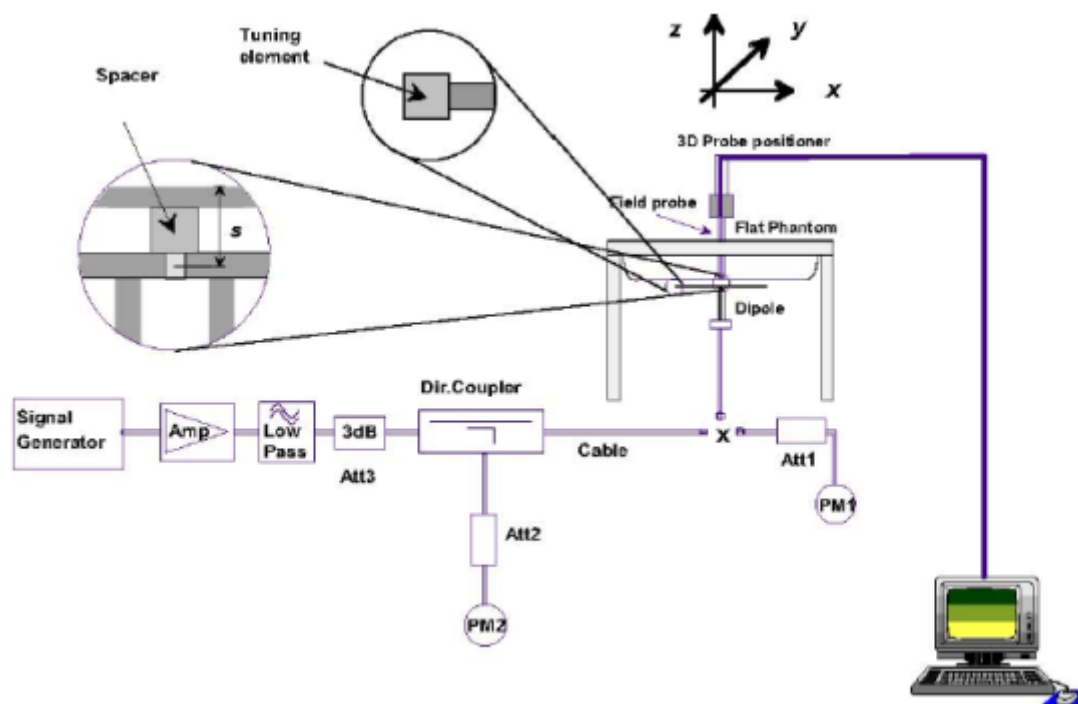 z
y
x
Tuning
element
Spacer
s
3D Probe positioner
Field probe
Flat Phantom
Dipole
Dir.Coupler
Signal
Generator
Amp
Low
Pass
3dB
Att3
Cable
x
Att1
PM1
Att2
PM2